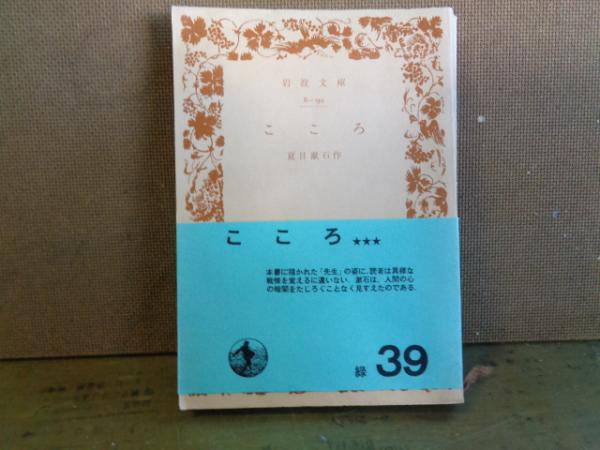 岩波文庫
こころ
夏目漱石作
こころ ★★★
本書に描かれた「先生」の姿に、読者は異様な
戦慄を覚えるに違いない。漱石は、人間の心
の暗闇をたじろぐことなく見すえたのである.
緑 39